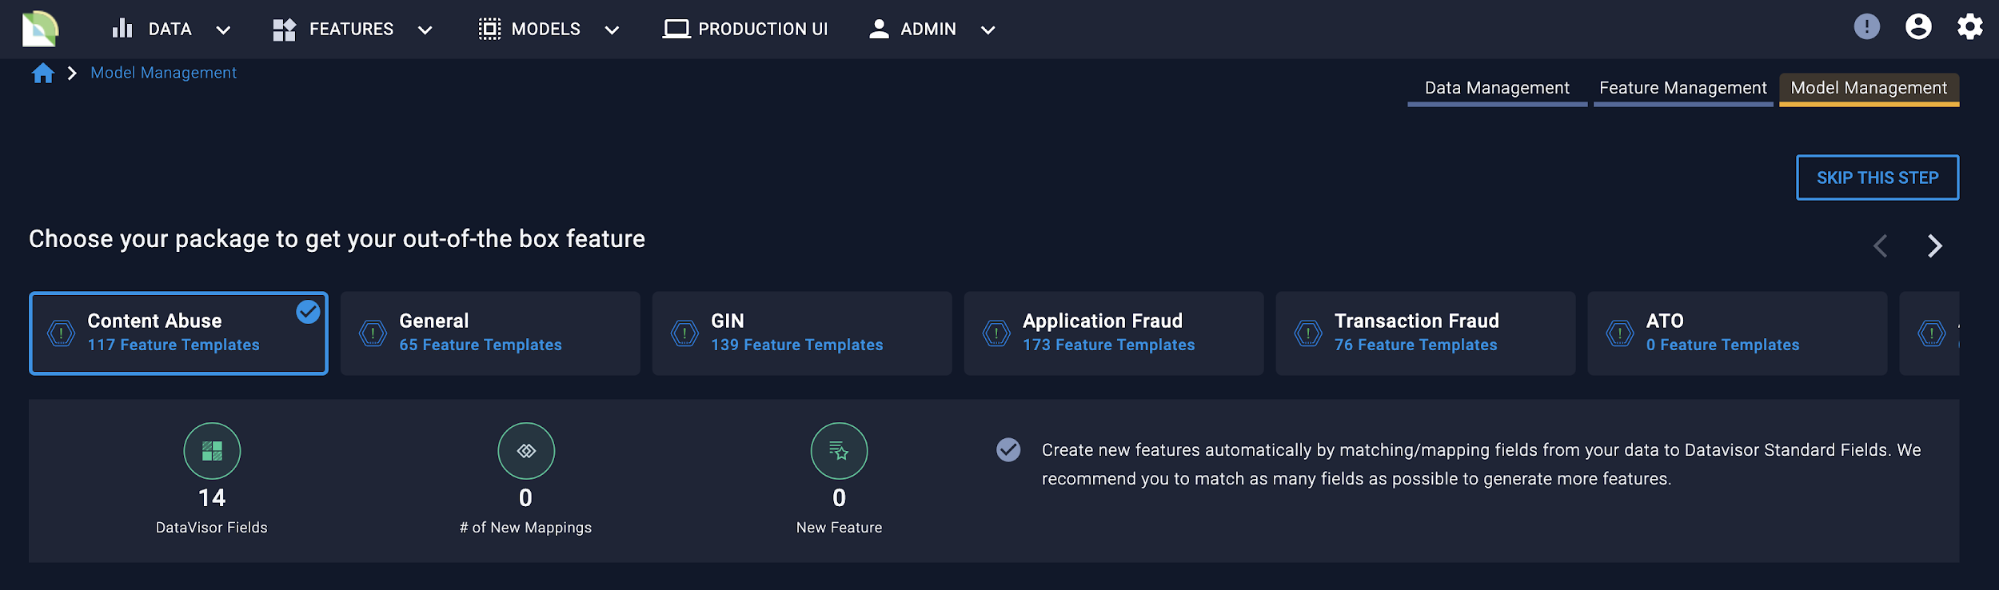 DATA FEATURES MODELS PRODUCTION UI ADMIN
Model Management
Data Management Feature Management Model Management
SKIP THIS STEP
Choose your package to get your out-of-the box feature
Content Abuse
117 Feature Templates
General
65 Feature Templates
GIN
139 Feature Templates
Application Fraud
173 Feature Templates
Transaction Fraud
76 Feature Templates
ATO
0 Feature Templates
14
DataVisor Fields
0
# of New Mappings
0
New Feature
Create new features automatically by matching/mapping fields from your data to Datavisor Standard Fields. We
recommend you to match as many fields as possible to generate more features.